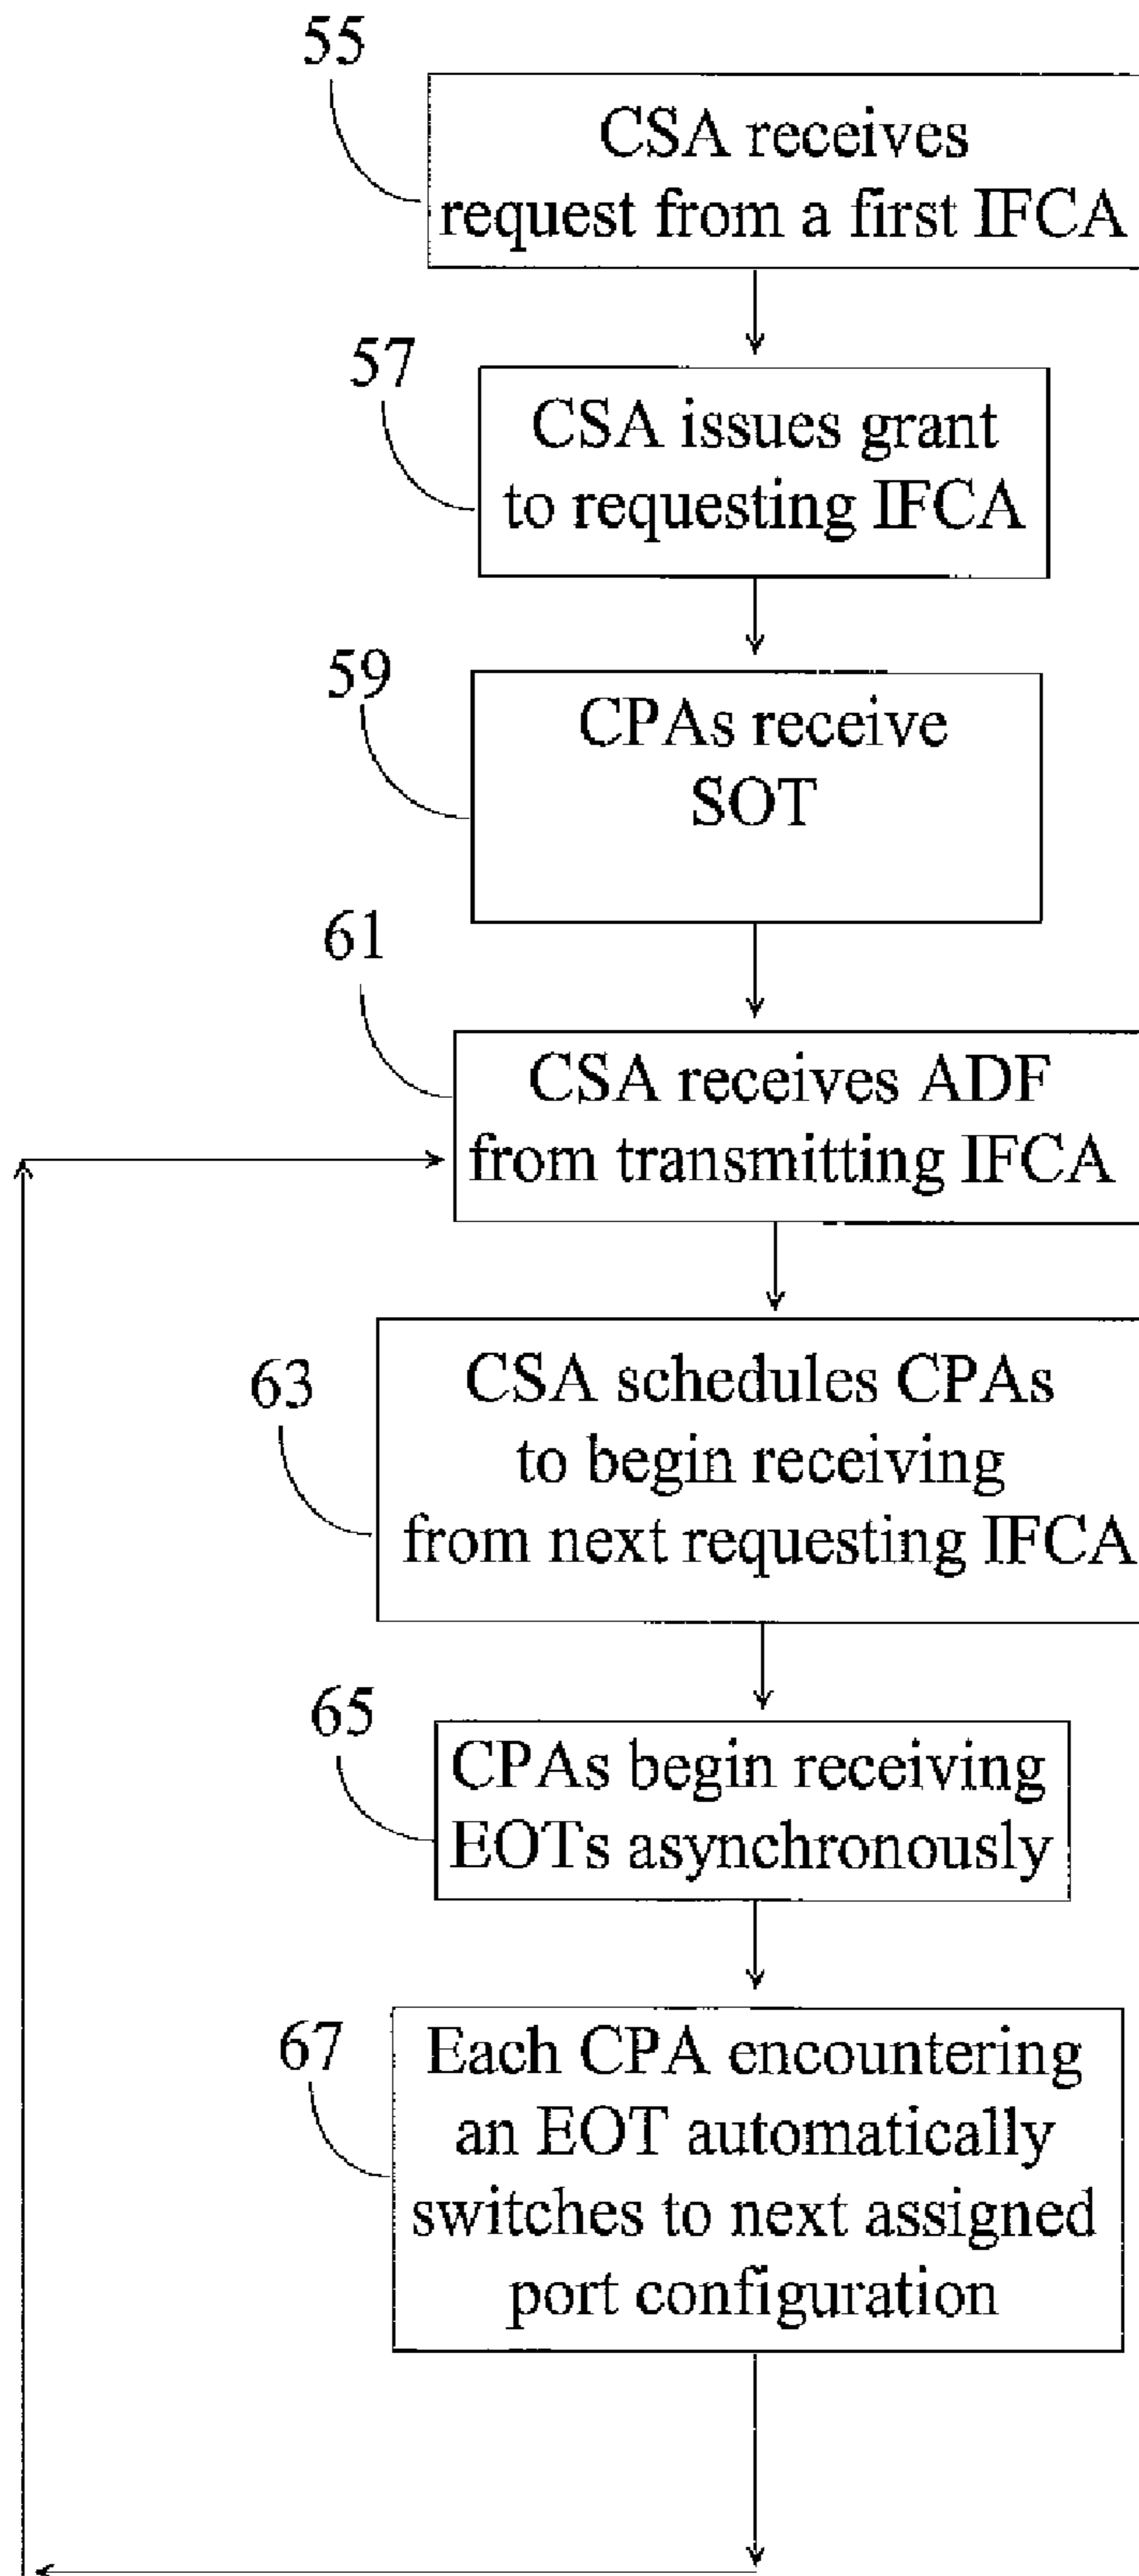 55
CSA receives
request from a first IFCA
57
CSA issues grant
to requesting IFCA
59
CPAs receive
SOT
61
CSA receives ADF
from transmitting IFCA
63
CSA schedules CPAs
to begin receiving
from next requesting IFCA
65
CPAs begin receiving
EOTs asynchronously
67
Each CPA encountering
an EOT automatically
switches to next assigned
port configuration